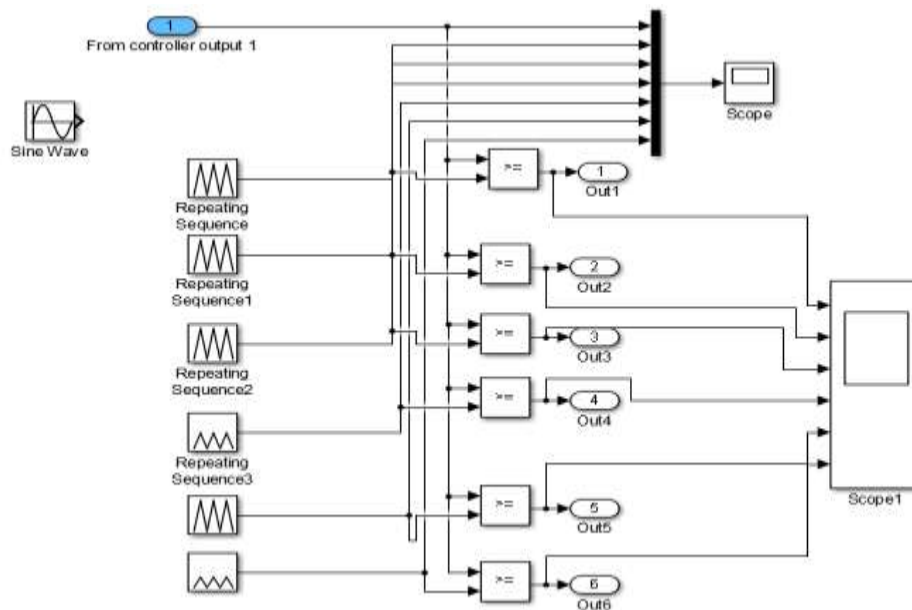 1
From controller output 1
Scope
Sine Wave
>=
1
Out1
Repeating
Sequence
>=
2
Out2
Repeating
Sequence1
>=
3
Out3
Repeating
Sequence2
>=
4
Out4
Repeating
Sequence3
>=
5
Out5
Scope1
>=
6
Out6